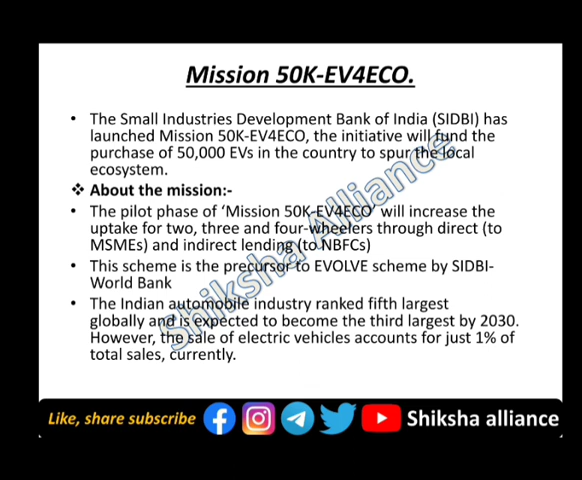 Mission 50K-EV4ECO.
• The Small Industries Development Bank of India (SIDBI) has
launched Mission 50K-EV4ECO, the initiative will fund the
purchase of 50,000 EVs in the country to spur the local
ecosystem.
❖ About the mission:-
• The pilot phase of ‘Mission 50K-EV4ECO’ will increase the
uptake for two, three and four-wheelers through direct (to
MSMEs) and indirect lending (to NBFCs)
• This scheme is the precursor to EVOLVE scheme by SIDBI-
World Bank
• The Indian automobile industry ranked fifth largest
globally and is expected to become the third largest by 2030.
However, the sale of electric vehicles accounts for just 1% of
total sales, currently.
Shiksha Alliance
Like, share subscribe Shiksha alliance